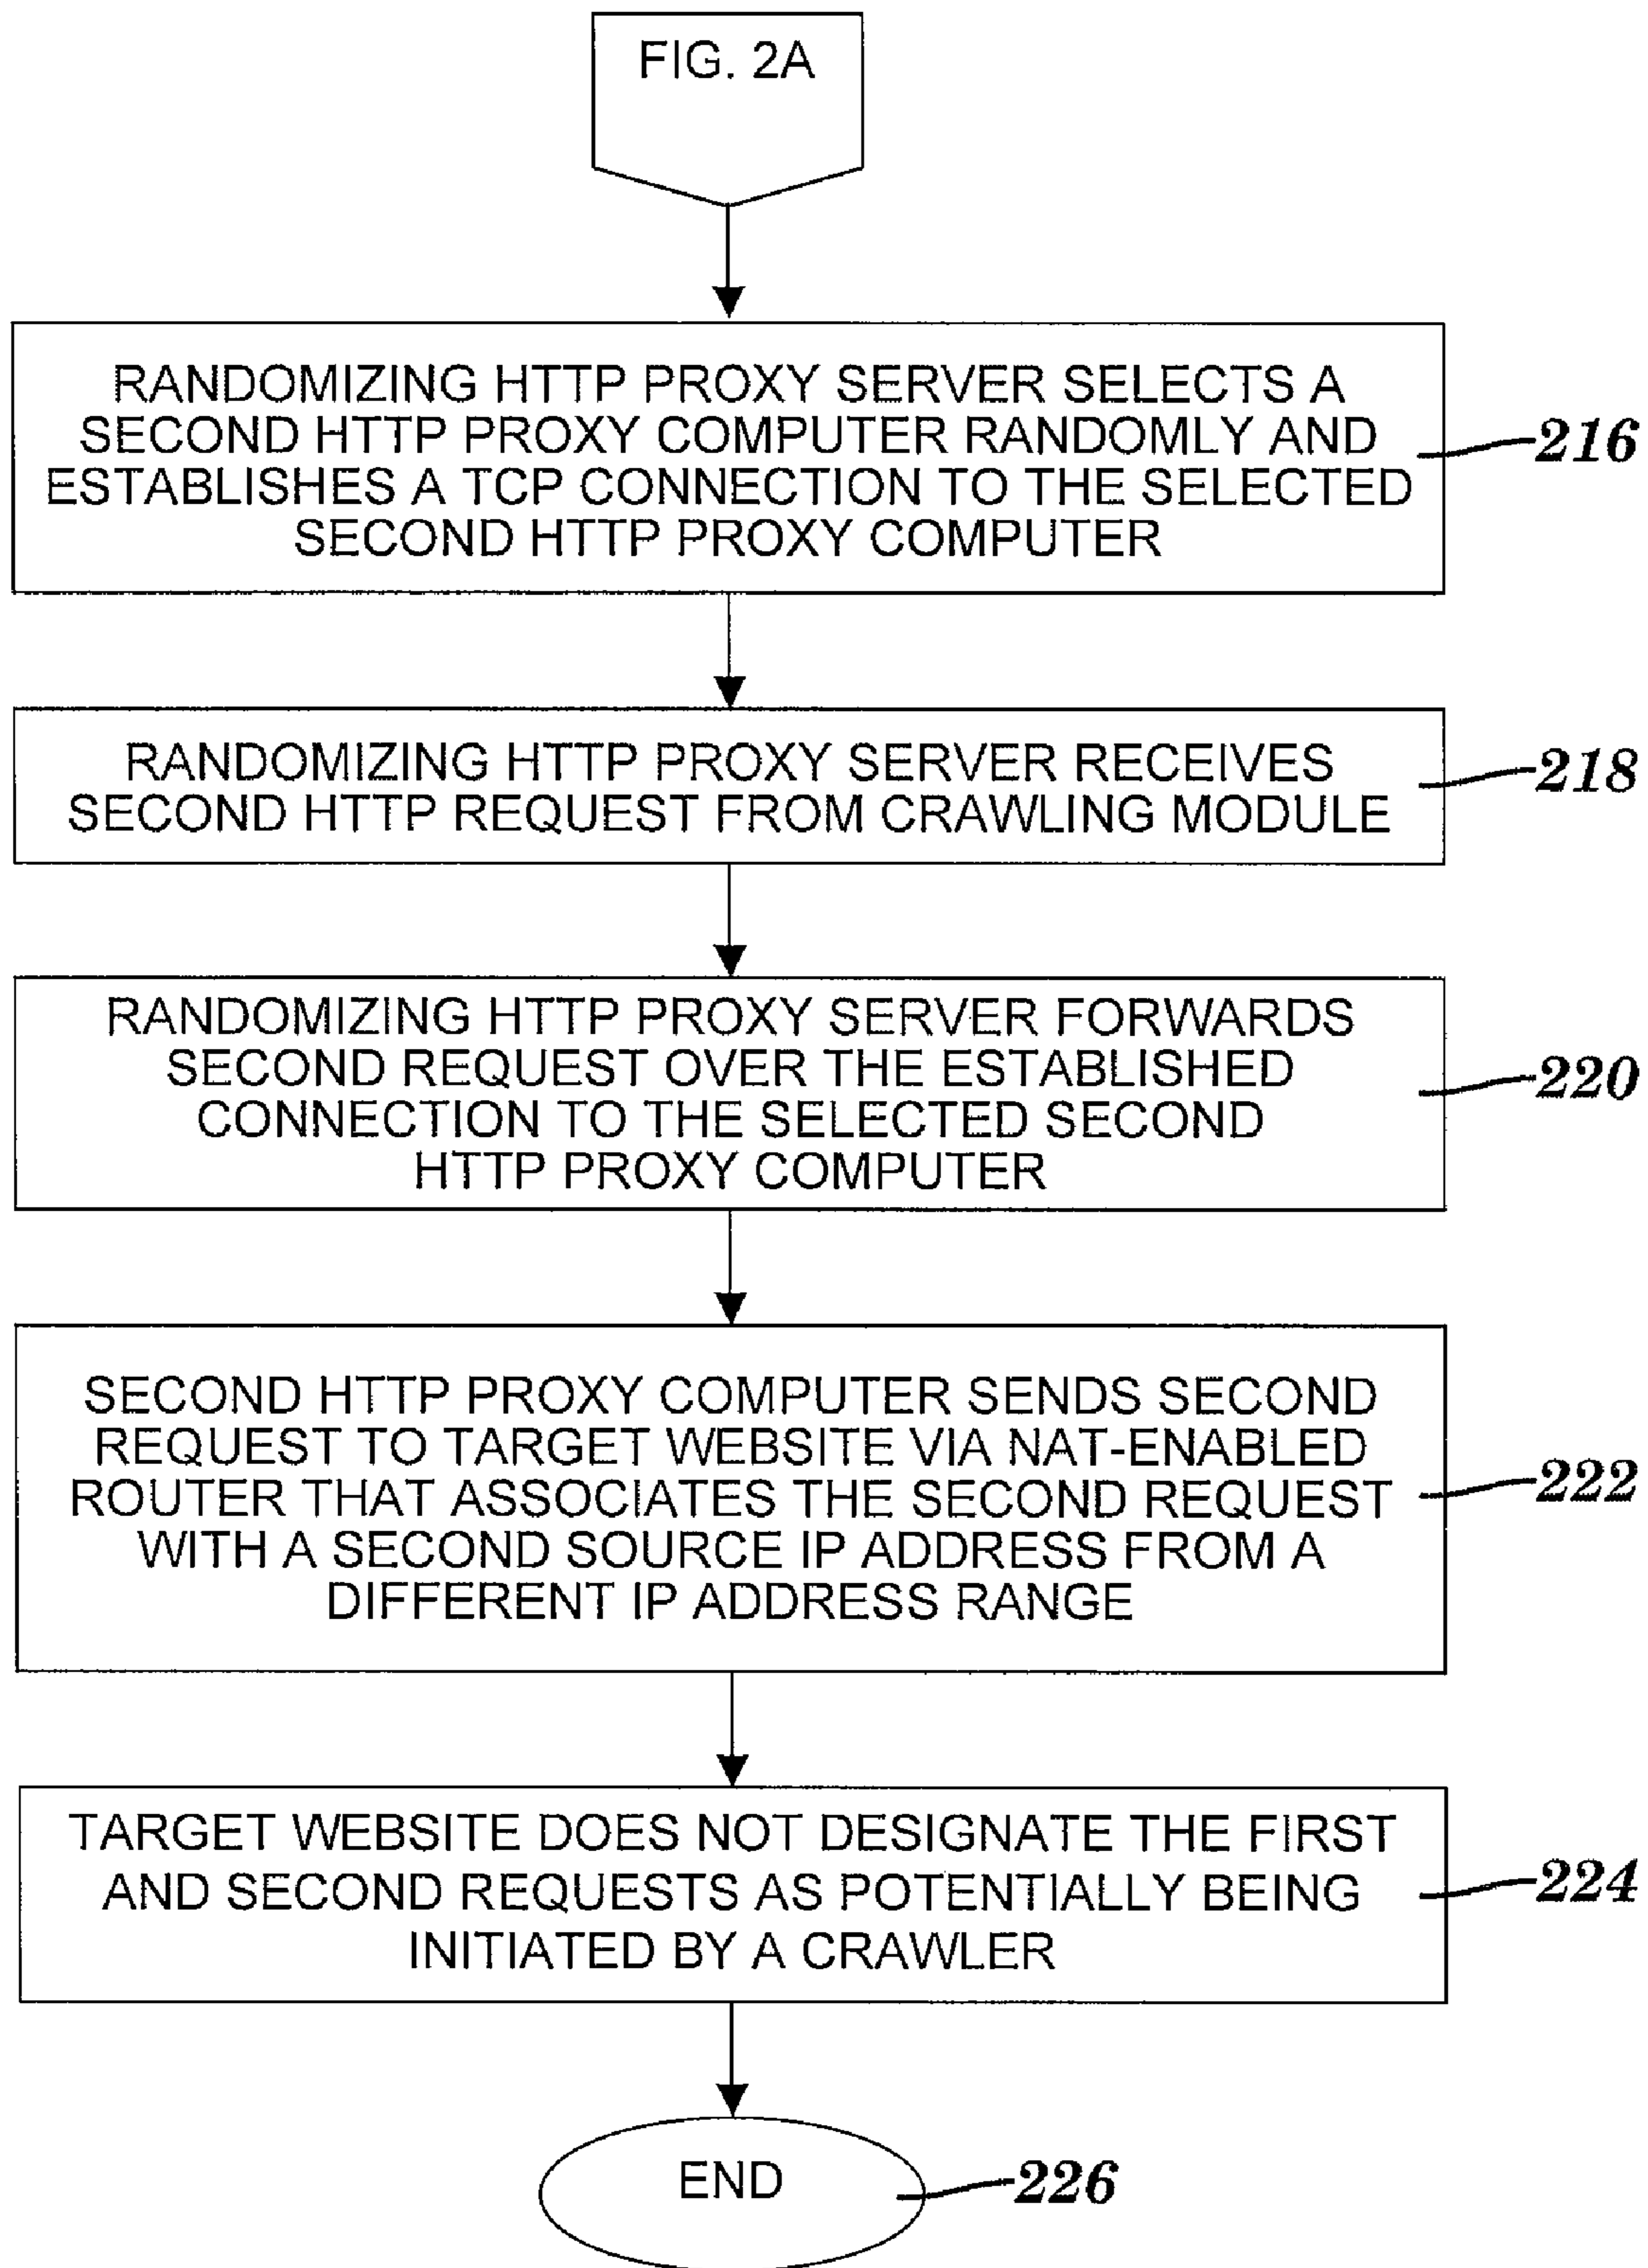 FIG. 2A
RANDOMIZING HTTP PROXY SERVER SELECTS A
SECOND HTTP PROXY COMPUTER RANDOMLY AND
ESTABLISHES A TCP CONNECTION TO THE SELECTED
SECOND HTTP PROXY COMPUTER
216
RANDOMIZING HTTP PROXY SERVER RECEIVES
SECOND HTTP REQUEST FROM CRAWLING MODULE
218
RANDOMIZING HTTP PROXY SERVER FORWARDS
SECOND REQUEST OVER THE ESTABLISHED
CONNECTION TO THE SELECTED SECOND
HTTP PROXY COMPUTER
220
SECOND HTTP PROXY COMPUTER SENDS SECOND
REQUEST TO TARGET WEBSITE VIA NAT-ENABLED
ROUTER THAT ASSOCIATES THE SECOND REQUEST
WITH A SECOND SOURCE IP ADDRESS FROM A
DIFFERENT IP ADDRESS RANGE
222
TARGET WEBSITE DOES NOT DESIGNATE THE FIRST
AND SECOND REQUESTS AS POTENTIALLY BEING
INITIATED BY A CRAWLER
224
END
226